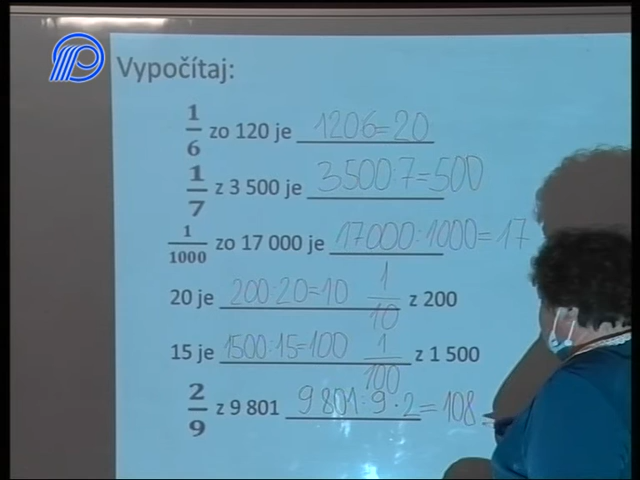 Vypočítaj:
1/6 zo 120 je 120:6=20
1/7 z 3 500 je 3500:7=500
1/1000 zo 17 000 je 17000:1000=17
20 je 200:20=10 1/10 z 200
15 je 1500:15=100 1/100 z 1 500
2/9 z 9 801 9 801:9·2=108